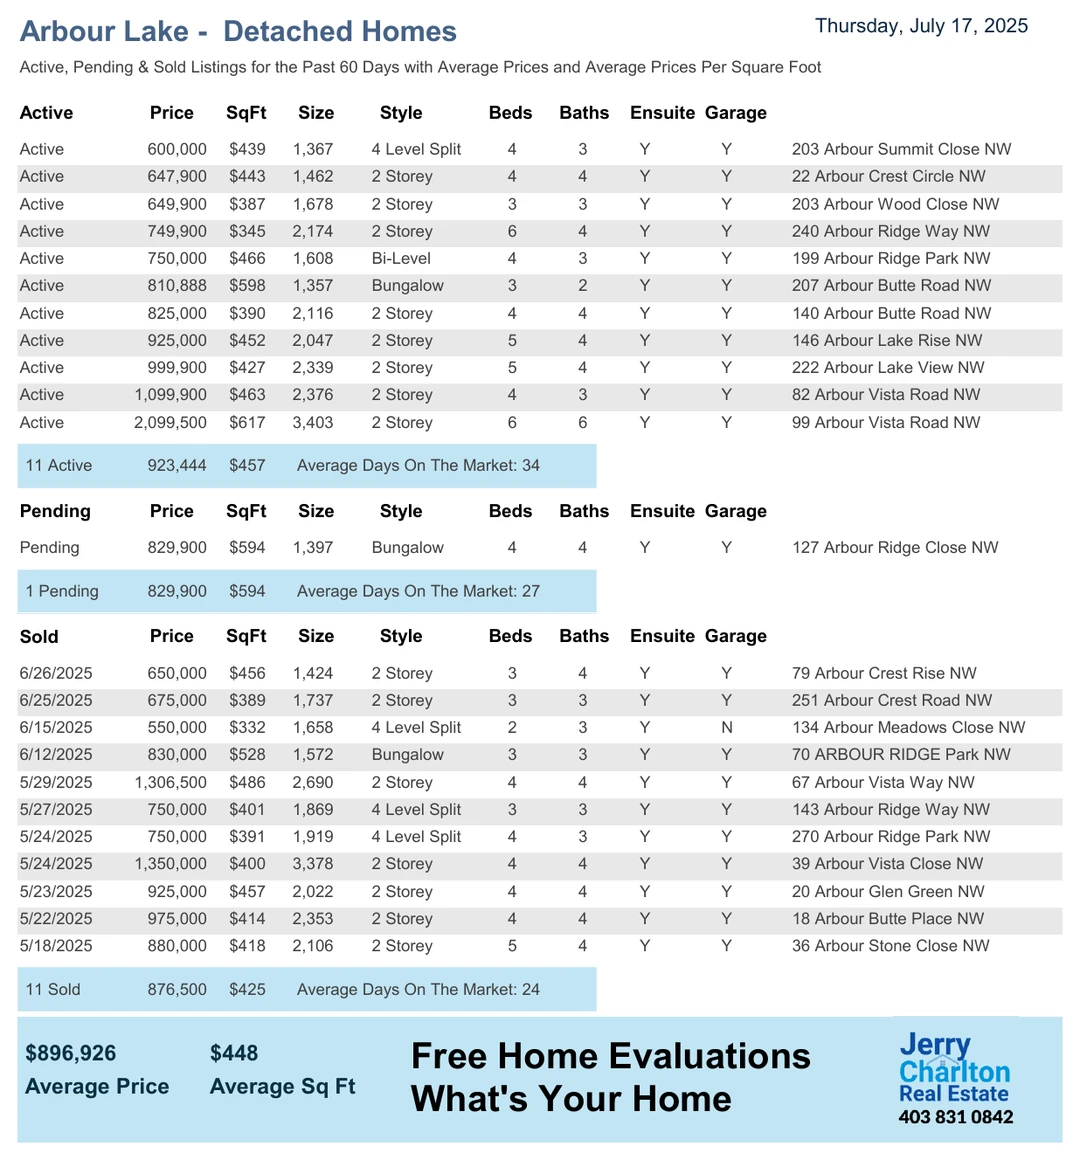 Arbour Lake - Detached Homes
Thursday, July 17, 2025
Active, Pending & Sold Listings for the Past 60 Days with Average Prices and Average Prices Per Square Foot
Active Price SqFt Size Style Beds Baths Ensuite Garage
Active 600,000 $439 1,367 4 Level Split 4 3 Y Y 203 Arbour Summit Close NW
Active 647,900 $443 1,462 2 Storey 4 4 Y Y 22 Arbour Crest Circle NW
Active 649,900 $387 1,678 2 Storey 3 3 Y Y 203 Arbour Wood Close NW
Active 749,900 $345 2,174 2 Storey 6 4 Y Y 240 Arbour Ridge Way NW
Active 750,000 $466 1,608 Bi-Level 4 3 Y Y 199 Arbour Ridge Park NW
Active 810,888 $598 1,357 Bungalow 3 2 Y Y 207 Arbour Butte Road NW
Active 825,000 $390 2,116 2 Storey 4 4 Y Y 140 Arbour Butte Road NW
Active 925,000 $452 2,047 2 Storey 5 4 Y Y 146 Arbour Lake Rise NW
Active 999,900 $427 2,339 2 Storey 5 4 Y Y 222 Arbour Lake View NW
Active 1,099,900 $463 2,376 2 Storey 4 3 Y Y 82 Arbour Vista Road NW
Active 2,099,500 $617 3,403 2 Storey 6 6 Y Y 99 Arbour Vista Road NW
11 Active 923,444 $457 Average Days On The Market: 34
Pending Price SqFt Size Style Beds Baths Ensuite Garage
Pending 829,900 $594 1,397 Bungalow 4 4 Y Y 127 Arbour Ridge Close NW
1 Pending 829,900 $594 Average Days On The Market: 27
Sold Price SqFt Size Style Beds Baths Ensuite Garage
6/26/2025 650,000 $456 1,424 2 Storey 3 4 Y Y 79 Arbour Crest Rise NW
6/25/2025 675,000 $389 1,737 2 Storey 3 3 Y Y 251 Arbour Crest Road NW
6/15/2025 550,000 $332 1,658 4 Level Split 2 3 Y N 134 Arbour Meadows Close NW
6/12/2025 830,000 $528 1,572 Bungalow 3 3 Y Y 70 ARBOUR RIDGE Park NW
5/29/2025 1,306,500 $486 2,690 2 Storey 4 4 Y Y 67 Arbour Vista Way NW
5/27/2025 750,000 $401 1,869 4 Level Split 3 3 Y Y 143 Arbour Ridge Way NW
5/24/2025 750,000 $391 1,919 4 Level Split 4 3 Y Y 270 Arbour Ridge Park NW
5/24/2025 1,350,000 $400 3,378 2 Storey 4 4 Y Y 39 Arbour Vista Close NW
5/23/2025 925,000 $457 2,022 2 Storey 4 4 Y Y 20 Arbour Glen Green NW
5/22/2025 975,000 $414 2,353 2 Storey 4 4 Y Y 18 Arbour Butte Place NW
5/18/2025 880,000 $418 2,106 2 Storey 5 4 Y Y 36 Arbour Stone Close NW
11 Sold 876,500 $425 Average Days On The Market: 24
$896,926 $448
Average Price Average Sq Ft
Free Home Evaluations
What's Your Home
Jerry
Charlton
Real Estate
403 831 0842